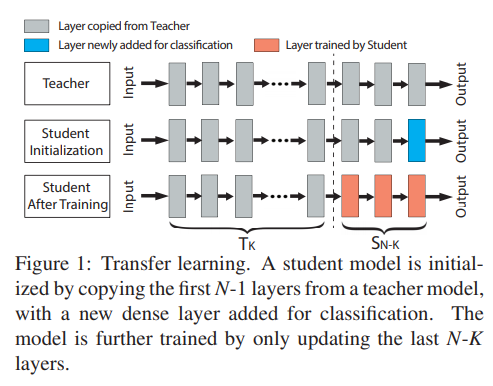 Layer copied from Teacher
Layer newly added for classification
Layer trained by Student
Teacher
Input
Output
Student
Initialization
Input
Output
Student
After Training
Input
Output
TK
SN-K
Figure 1: Transfer learning. A student model is initial-
ized by copying the first N-1 layers from a teacher model,
with a new dense layer added for classification. The
model is further trained by only updating the last N-K
layers.